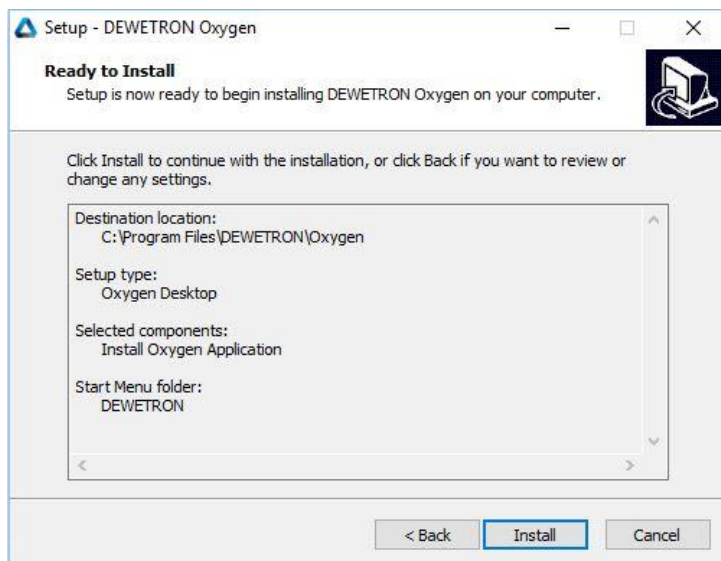 Setup - DEWETRON Oxygen
Ready to Install
Setup is now ready to begin installing DEWETRON Oxygen on your computer.
Click Install to continue with the installation, or click Back if you want to review or
change any settings.
Destination location:
C:\Program Files\DEWETRON\Oxygen
Setup type:
Oxygen Desktop
Selected components:
Install Oxygen Application
Start Menu folder:
DEWETRON
< Back
Install
Cancel